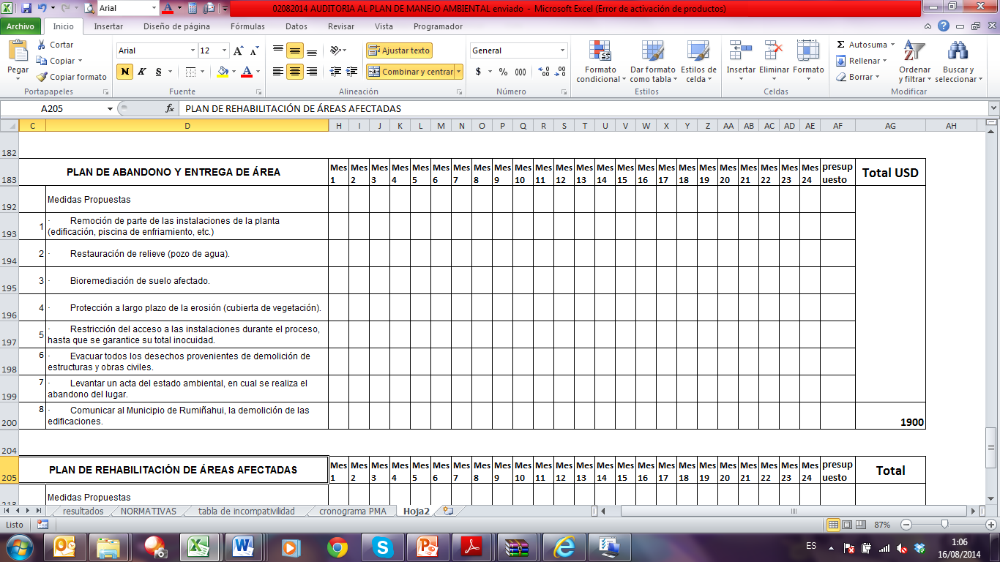 Arial
02082014 AUDITORIA AL PLAN DE MANEJO AMBIENTAL enviado - Microsoft Excel (Error de activación de productos)
Archivo Inicio Insertar Diseño de página Fórmulas Datos Revisar Vista Programador
Pegar
Cortar
Copiar
Copiar formato
Portapapeles
Arial 12
N K S
Fuente
Ajustar texto
Combinar y centrar
Alineación
General
$ % 000
Número
Formato condicional
Dar formato como tabla
Estilos de celda
Estilos
Insertar Eliminar Formato
Celdas
Autosuma
Rellenar
Borrar
Ordenar y filtrar
Buscar y seleccionar
Modificar
A205 fx PLAN DE REHABILITACIÓN DE ÁREAS AFECTADAS
C D H I J K L M N O P Q R S T U V W X Y Z AA AB AC AD AE AF AG AH
182
183 PLAN DE ABANDONO Y ENTREGA DE ÁREA Mes 1 Mes 2 Mes 3 Mes 4 Mes 5 Mes 6 Mes 7 Mes 8 Mes 9 Mes 10 Mes 11 Mes 12 Mes 13 Mes 14 Mes 15 Mes 16 Mes 17 Mes 18 Mes 19 Mes 20 Mes 21 Mes 22 Mes 23 Mes 24 presup uesto Total USD
192 Medidas Propuestas
193 1 · Remoción de parte de las instalaciones de la planta
(edificación, piscina de enfriamiento, etc.)
194 2 · Restauración de relieve (pozo de agua).
195 3 · Bioremediación de suelo afectado.
196 4 · Protección a largo plazo de la erosión (cubierta de vegetación).
197 5 · Restricción del acceso a las instalaciones durante el proceso,
hasta que se garantice su total inocuidad.
198 6 · Evacuar todos los desechos provenientes de demolición de
estructuras y obras civiles.
199 7 · Levantar un acta del estado ambiental, en cual se realiza el
abandono del lugar.
200 8 · Comunicar al Municipio de Rumiñahui, la demolición de las
edificaciones. 1900
204
205 PLAN DE REHABILITACIÓN DE ÁREAS AFECTADAS Mes 1 Mes 2 Mes 3 Mes 4 Mes 5 Mes 6 Mes 7 Mes 8 Mes 9 Mes 10 Mes 11 Mes 12 Mes 13 Mes 14 Mes 15 Mes 16 Mes 17 Mes 18 Mes 19 Mes 20 Mes 21 Mes 22 Mes 23 Mes 24 presup uesto Total
213 Medidas Propuestas
resultados NORMATIVAS tabla de incompativilidad cronograma PMA Hoja2
Listo 87%
ES 1:06
16/08/2014